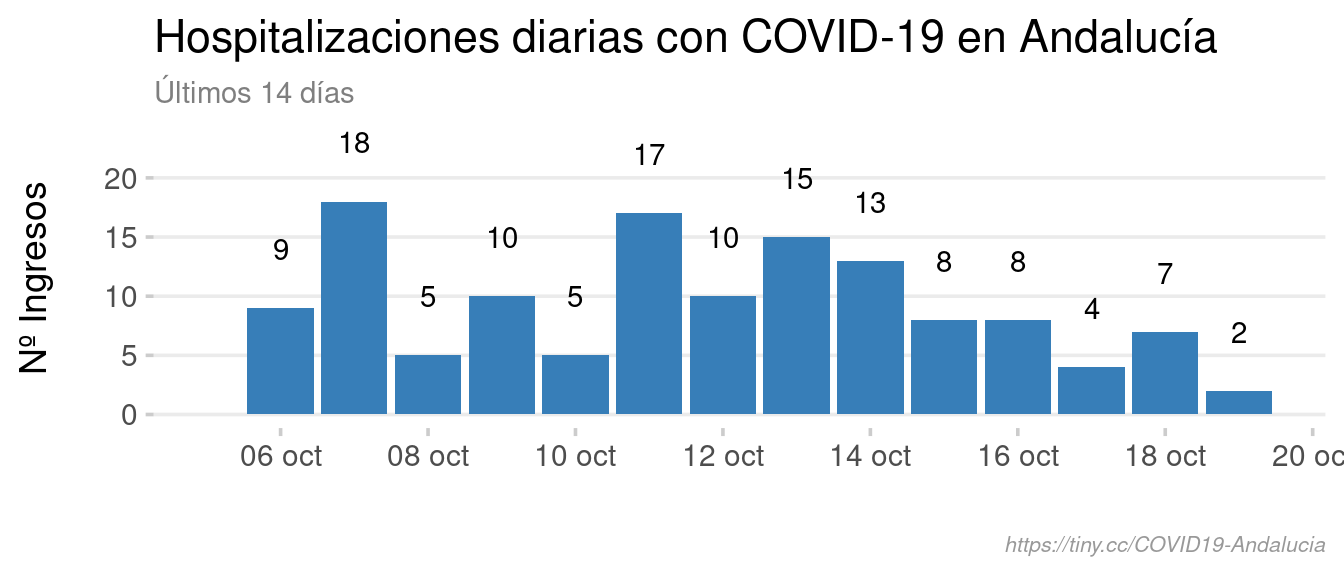 Hospitalizaciones diarias con COVID-19 en Andalucía
Últimos 14 días
Nº Ingresos
20
15
10
5
0
9
18
5
10
5
17
10
15
13
8
8
4
7
2
06 oct
08 oct
10 oct
12 oct
14 oct
16 oct
18 oct
20 oc
https://tiny.cc/COVID19-Andalucia